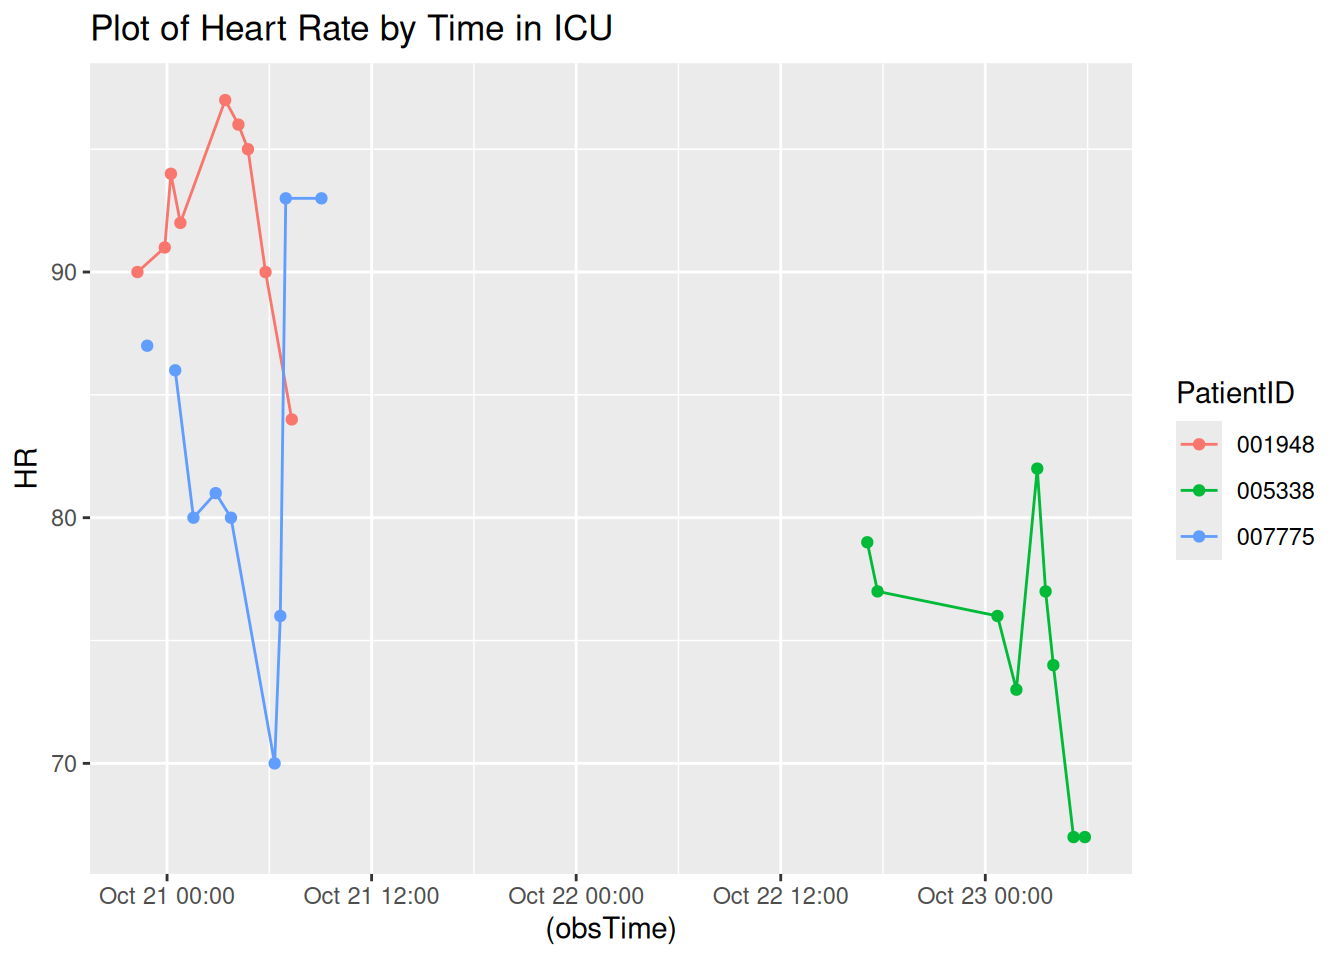 Plot of Heart Rate by Time in ICU
HR
90
80
70
Oct 21 00:00 Oct 21 12:00 Oct 22 00:00 Oct 22 12:00 Oct 23 00:00
(obsTime)
PatientID
001948
005338
007775